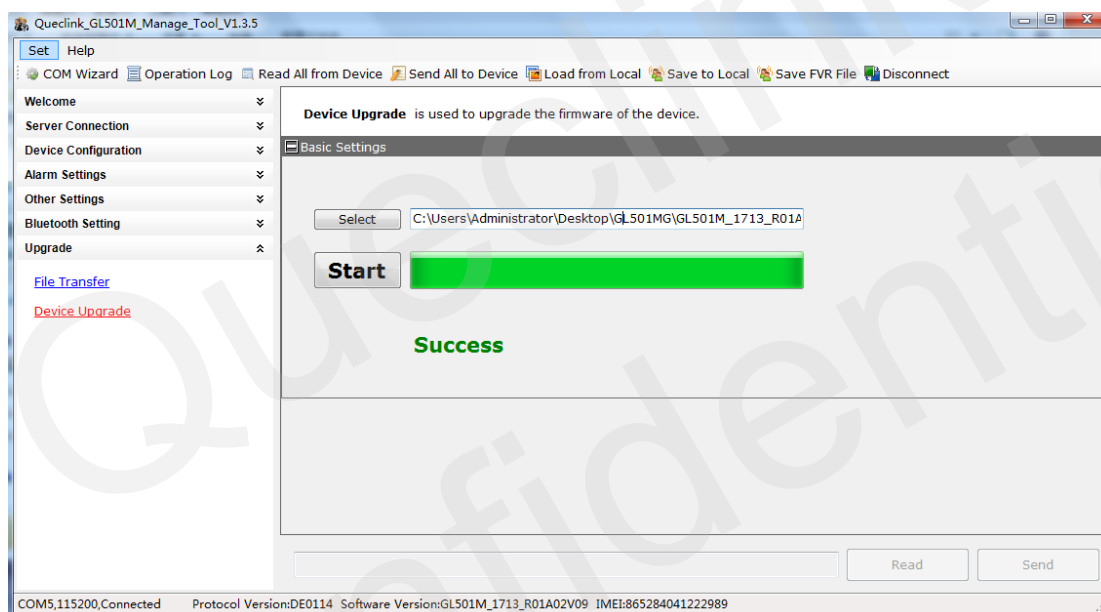 Queclink_GL501M_Manage_Tool_V1.3.5
Set Help
COM Wizard Operation Log Read All from Device Send All to Device Load from Local Save to Local Save FVR File Disconnect
Welcome
Server Connection
Device Configuration
Alarm Settings
Other Settings
Bluetooth Setting
Upgrade
File Transfer
Device Upgrade
Device Upgrade is used to upgrade the firmware of the device.
Basic Settings
Select C:\Users\Administrator\Desktop\GL501MG\GL501M_1713_R01A
Start
Success
Read Send
COM5,115200,Connected Protocol Version:DE0114 Software Version:GL501M_1713_R01A02V09 IMEI:865284041222989